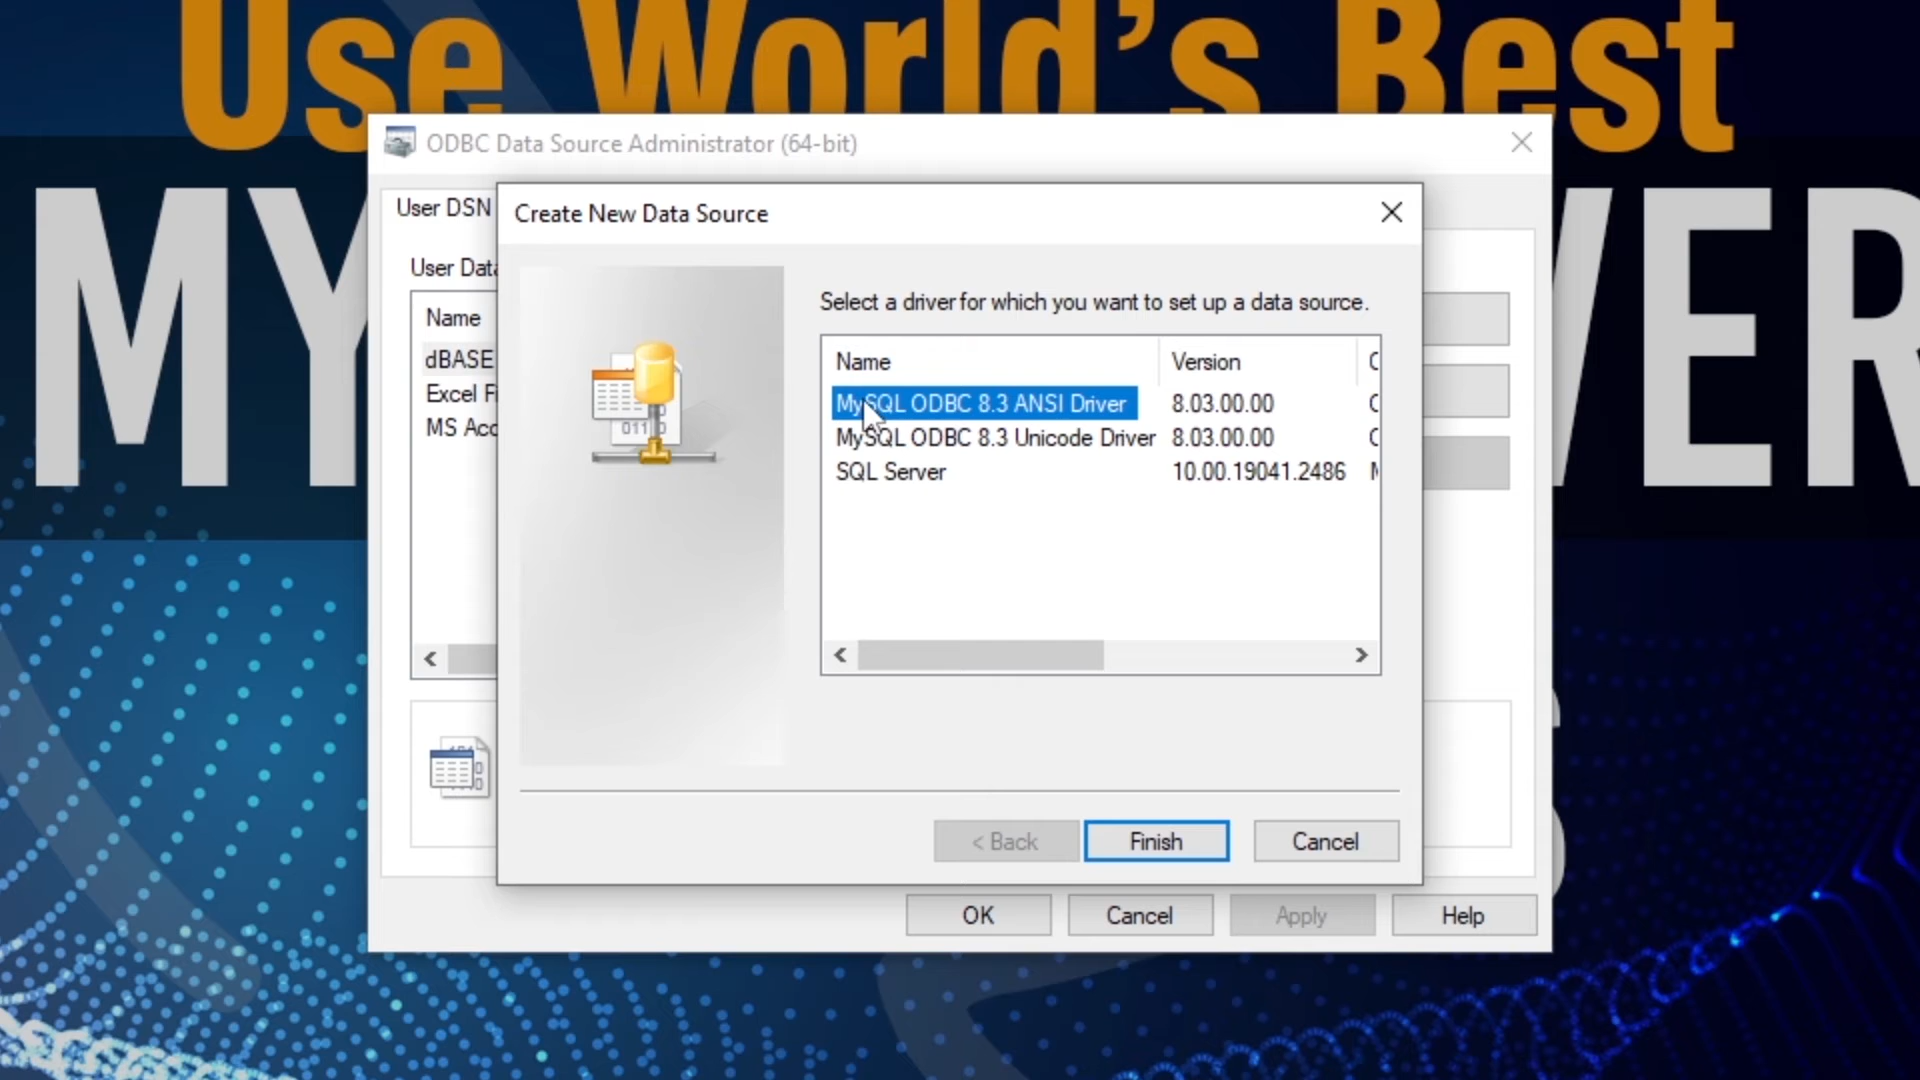 Use World's Best
MY
VER
ODBC Data Source Administrator (64-bit)
User DSN
Create New Data Source
User Data
Select a driver for which you want to set up a data source.
Name
Name
Version
dBASE
MySQL ODBC 8.3 ANSI Driver
8.03.00.00
Excel Fi
MySQL ODBC 8.3 Unicode Driver
8.03.00.00
MS Acc
SQL Server
10.00.19041.2486
< Back
Finish
Cancel
OK
Cancel
Apply
Help